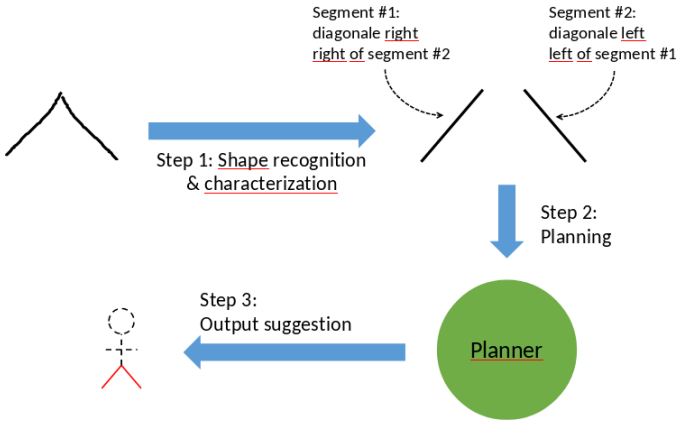 Segment #1:
diagonale right
right of segment #2
Segment #2:
diagonale left
left of segment #1
Step 1: Shape recognition
& characterization
Step 2:
Planning
Step 3:
Output suggestion
Planner